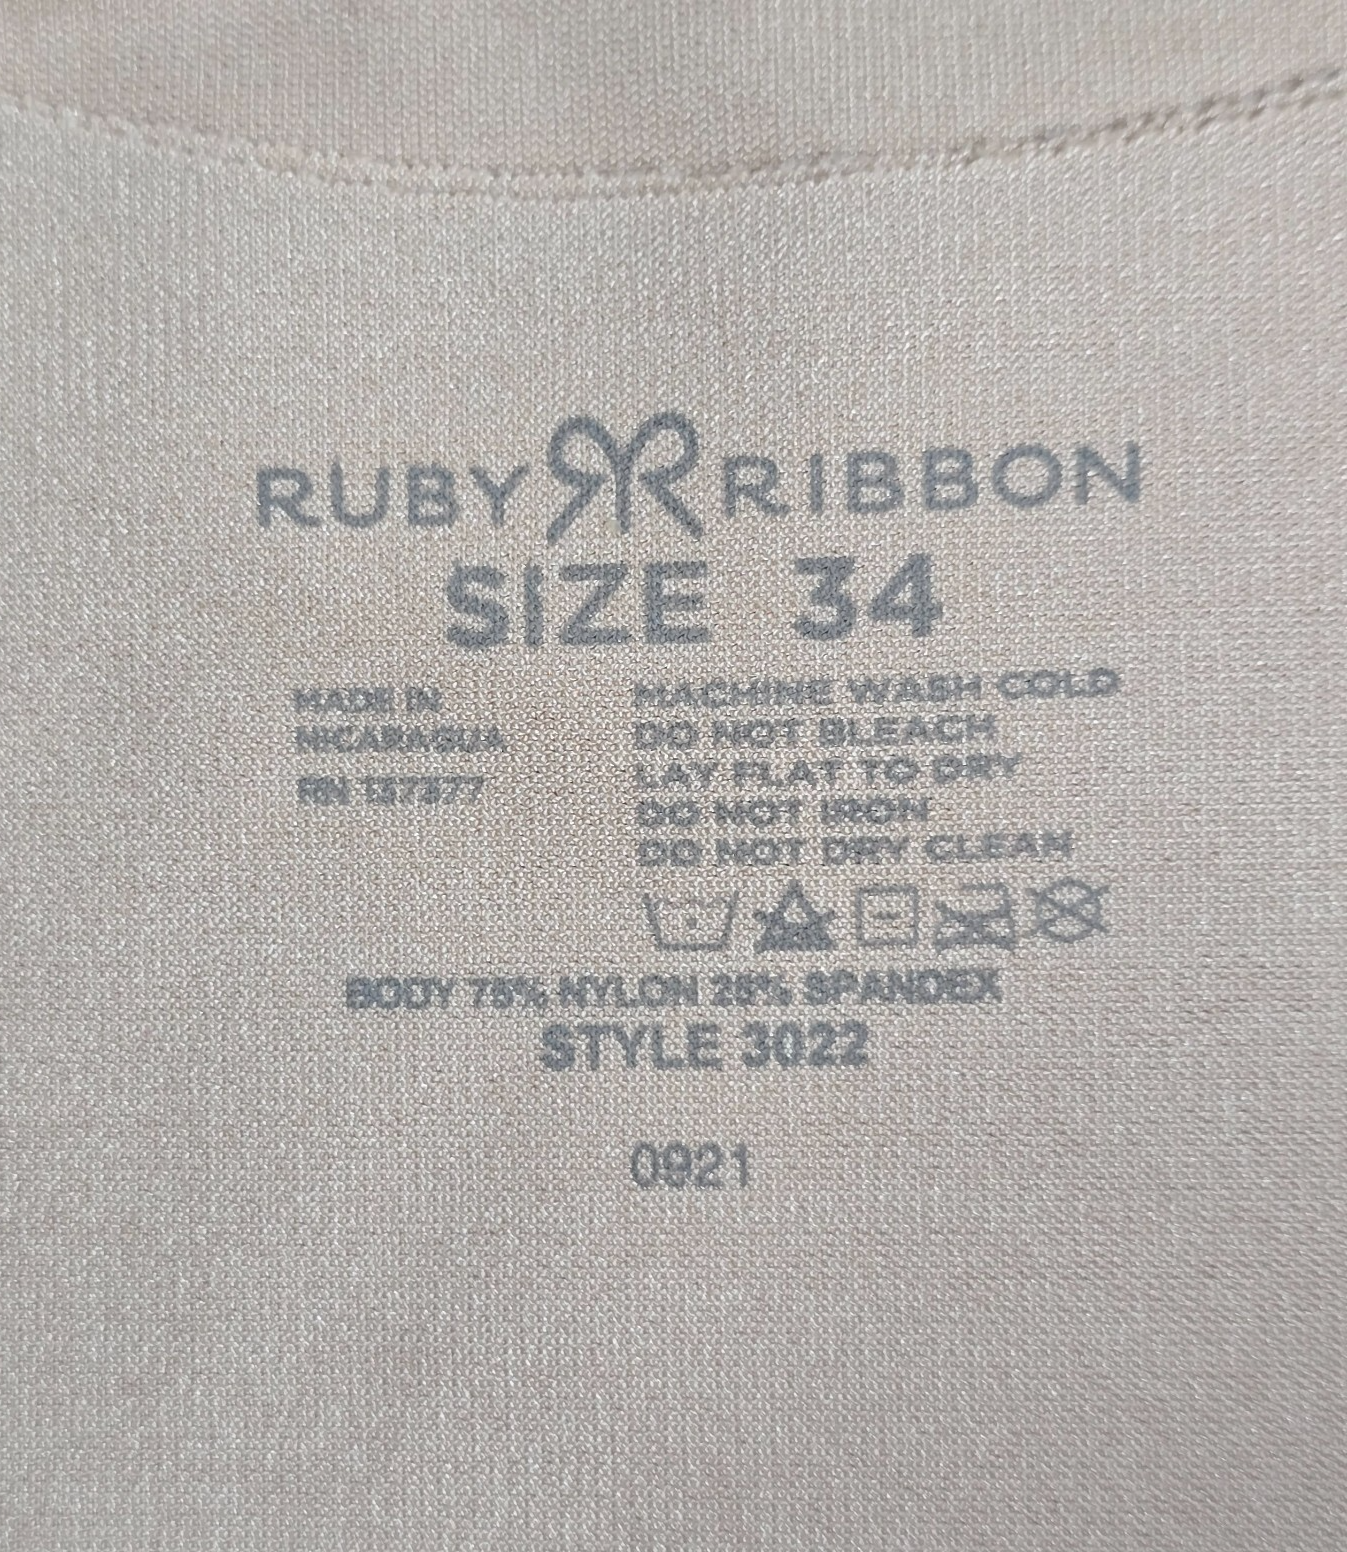 RUBY RIBBON
SIZE 34
MADE IN
NICARAGUA
RN 137377
MACHINE WASH COLD
DO NOT BLEACH
LAY FLAT TO DRY
DO NOT IRON
DO NOT DRY CLEAN
BODY 75% NYLON 25% SPANDEX
STYLE 3022
0921